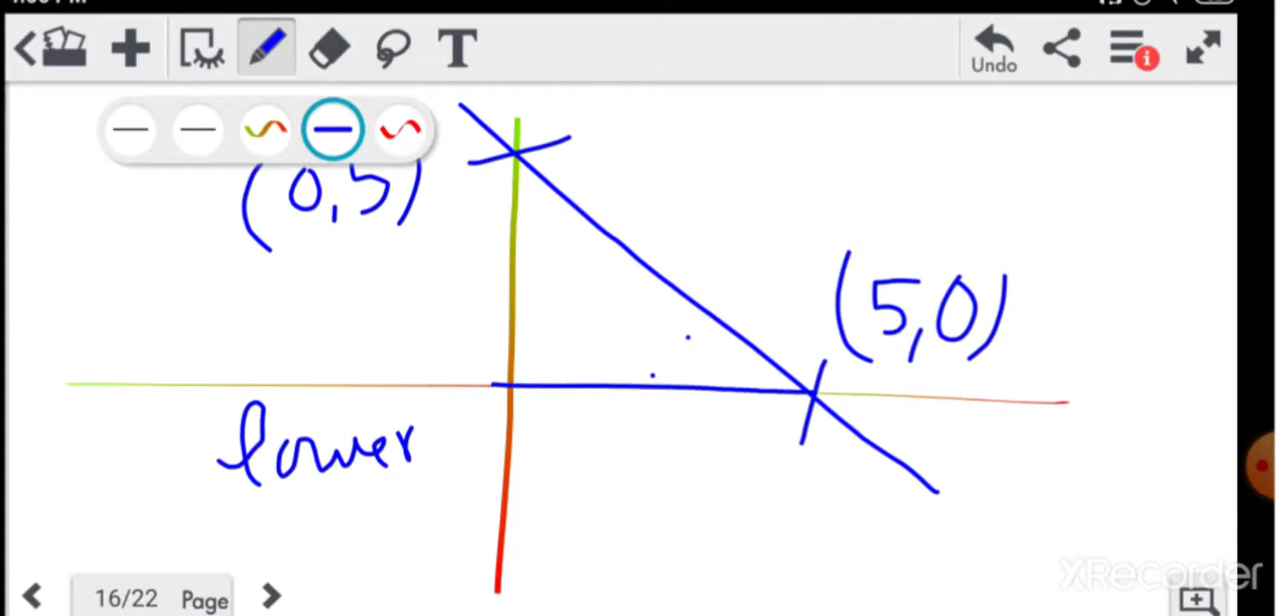 T
Undo
i
(0,5)
(5,0)
lower
16/22 Page
XRecorder